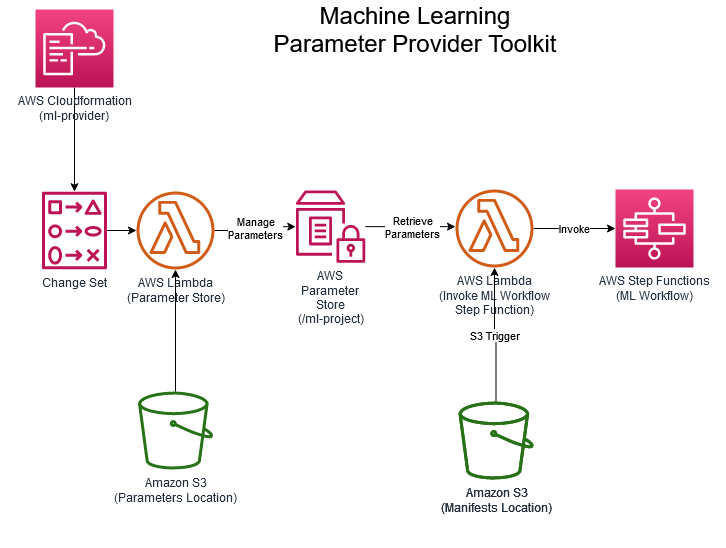 Machine Learning
Parameter Provider Toolkit
AWS Cloudformation
(ml-provider)
Change Set
AWS Lambda
(Parameter Store)
Manage
Parameters
AWS
Parameter
Store
(/ml-project)
Retrieve
Parameters
AWS Lambda
(Invoke ML Workflow
Step Function)
Invoke
AWS Step Functions
(ML Workflow)
S3 Trigger
Amazon S3
(Parameters Location)
Amazon S3
(Manifests Location)